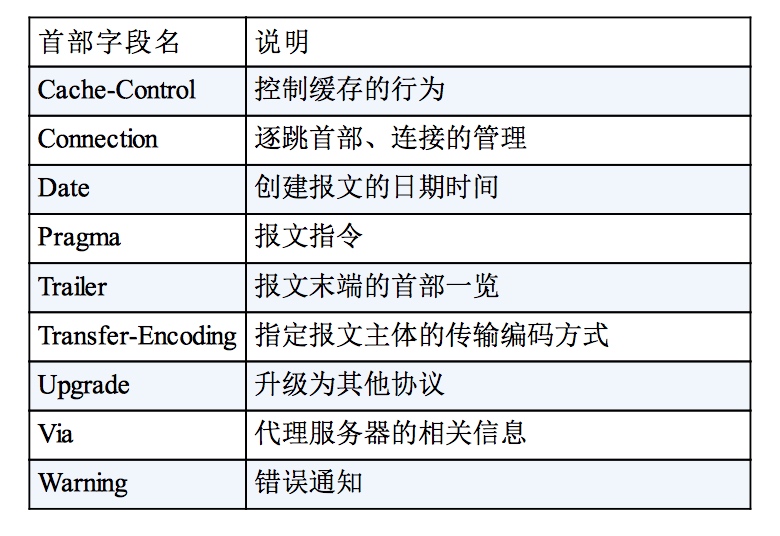 首部字段名 说明
Cache-Control 控制缓存的行为
Connection 逐跳首部、连接的管理
Date 创建报文的日期时间
Pragma 报文指令
Trailer 报文末端的首部一览
Transfer-Encoding 指定报文主体的传输编码方式
Upgrade 升级为其他协议
Via 代理服务器的相关信息
Warning 错误通知